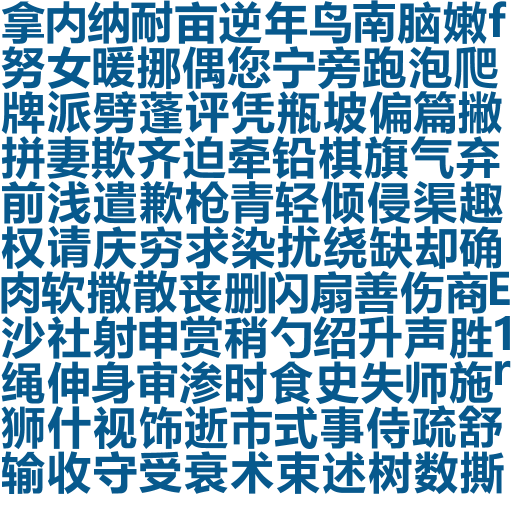 拿内纳耐亩逆年鸟南脑嫩f
努女暖挪偶您宁旁跑泡爬
牌派劈蓬评凭瓶坡偏篇撇
拼妻欺齐迫牵铅棋旗气弃
前浅遣歉枪青轻倾侵渠趣
权请庆穷求染扰绕缺却确
肉软撒散丧删闪扇善伤商E
沙社射申赏稍勺绍升声胜1
绳伸身审渗时食史失师施r
狮什视饰逝市式事侍疏舒
输收守受衰术束述树数撕